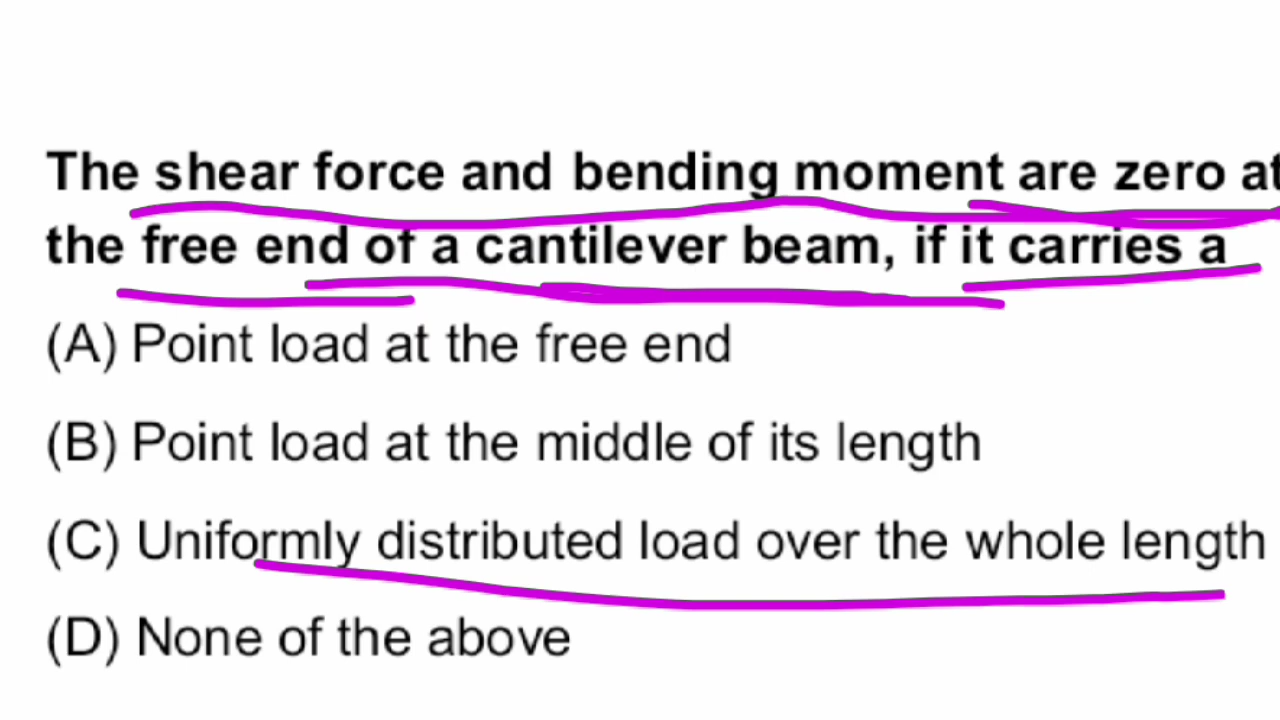 The shear force and bending moment are zero at
the free end of a cantilever beam, if it carries a
(A) Point load at the free end
(B) Point load at the middle of its length
(C) Uniformly distributed load over the whole length
(D) None of the above